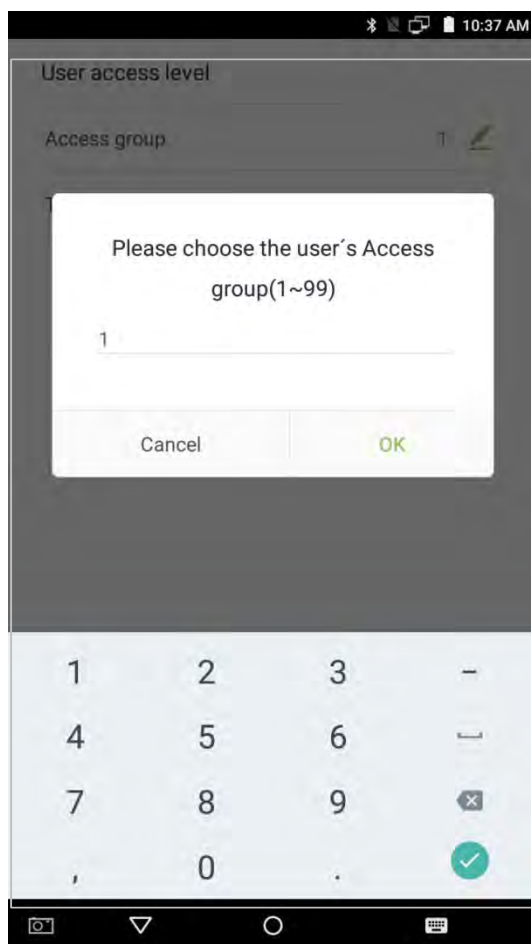 10:37 AM
User access level
Access group 1
T
Please choose the user´s Access
group(1~99)
1
Cancel OK
1 2 3 -
4 5 6
7 8 9
, 0 .